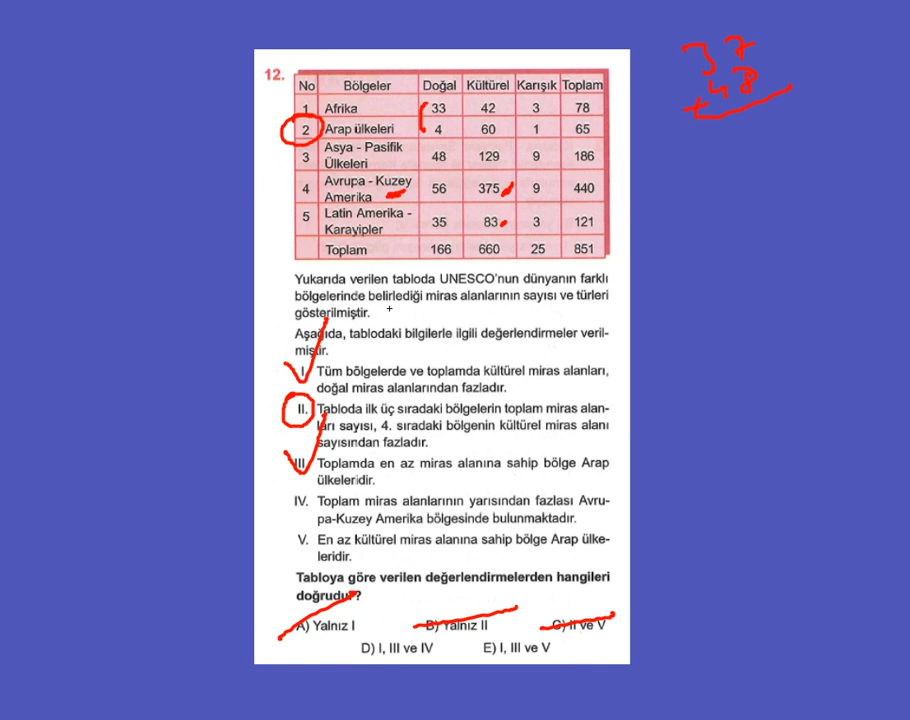 12.
No Bölgeler Doğal Kültürel Karışık Toplam
1 Afrika 33 42 3 78
2 Arap ülkeleri 4 60 1 65
3 Asya - Pasifik Ülkeleri 48 129 9 186
4 Avrupa - Kuzey Amerika 56 375 9 440
5 Latin Amerika - Karayipler 35 83 3 121
Toplam 166 660 25 851
Yukarıda verilen tabloda UNESCO'nun dünyanın farklı
bölgelerinde belirlediği miras alanlarının sayısı ve türleri
gösterilmiştir.
Aşağıda, tablodaki bilgilerle ilgili değerlendirmeler veril-
miştir.
I. Tüm bölgelerde ve toplamda kültürel miras alanları,
doğal miras alanlarından fazladır.
II. Tabloda ilk üç sıradaki bölgelerin toplam miras alan-
ları sayısı, 4. sıradaki bölgenin kültürel miras alanı
sayısından fazladır.
III. Toplamda en az miras alanına sahip bölge Arap
ülkeleridir.
IV. Toplam miras alanlarının yarısından fazlası Avru-
pa-Kuzey Amerika bölgesinde bulunmaktadır.
V. En az kültürel miras alanına sahip bölge Arap ülke-
leridir.
Tabloya göre verilen değerlendirmelerden hangileri
doğrudur?
A) Yalnız I B) Yalnız II C) II ve V
D) I, III ve IV E) I, III ve V
37
+48